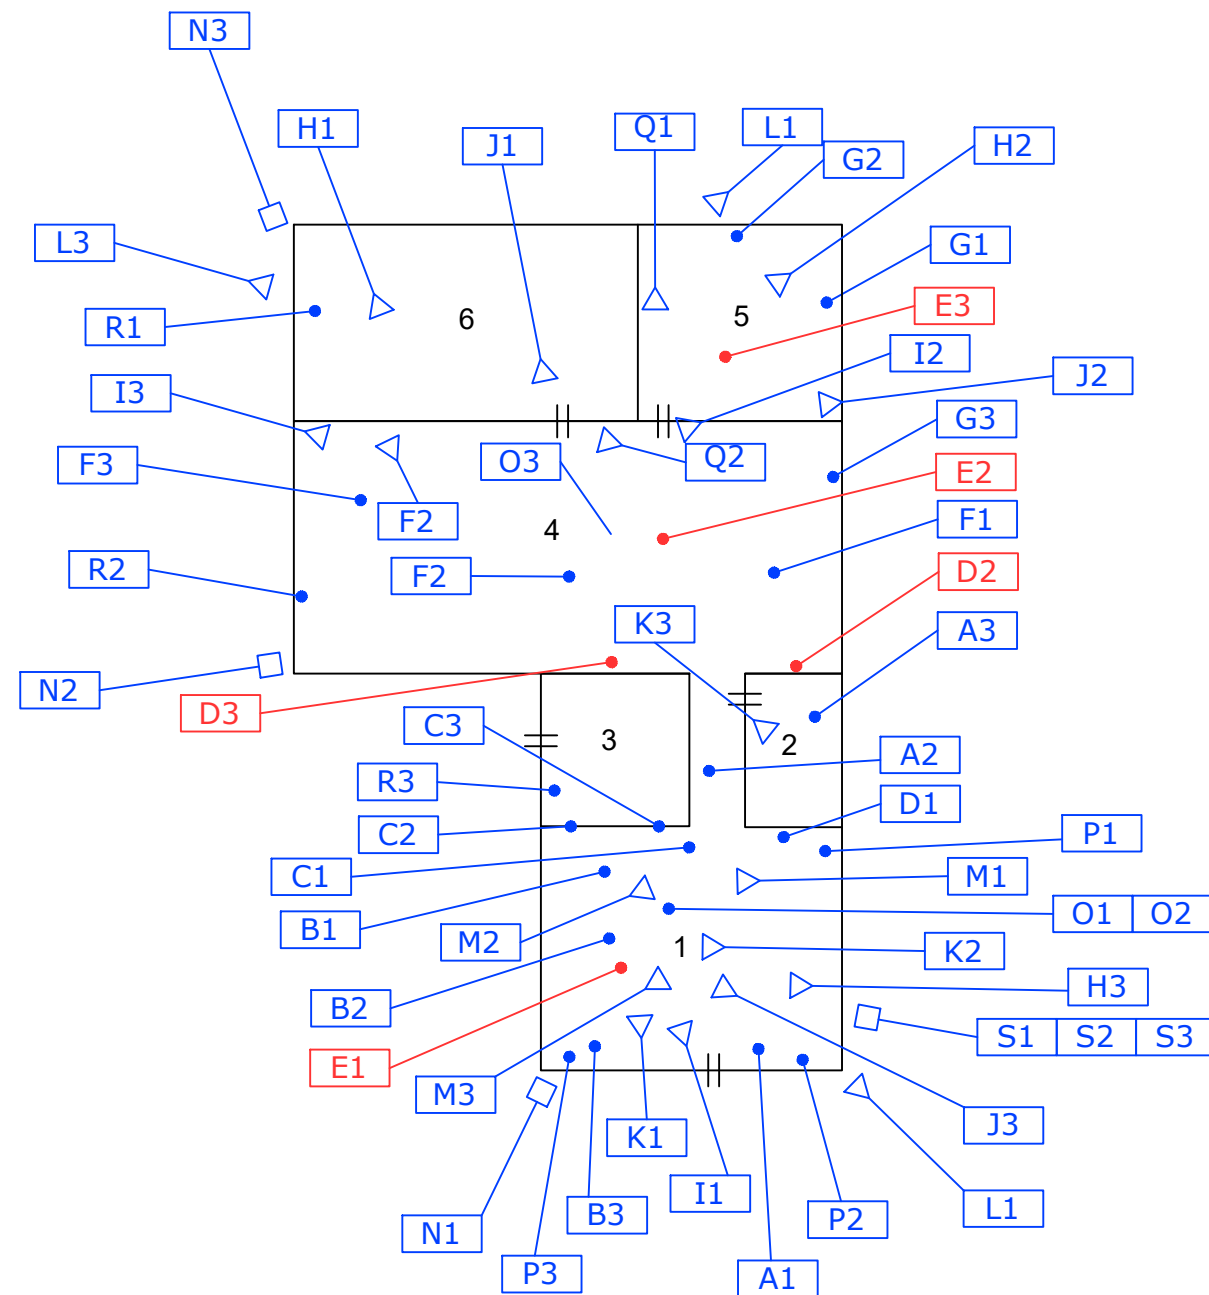 N3
H1
Q1
L1
J1
G2
H2
L3
G1
R1
6
5
E3
I2
I3
J2
G3
F3
O3
Q2
E2
F2
4
F1
R2
F2
D2
K3
A3
N2
D3
C3
3
2
A2
R3
D1
C2
P1
C1
M1
B1
O1 O2
M2
1
K2
B2
H3
S1 S2 S3
E1
M3
J3
K1
I1
B3
L1
N1
P2
P3
A1